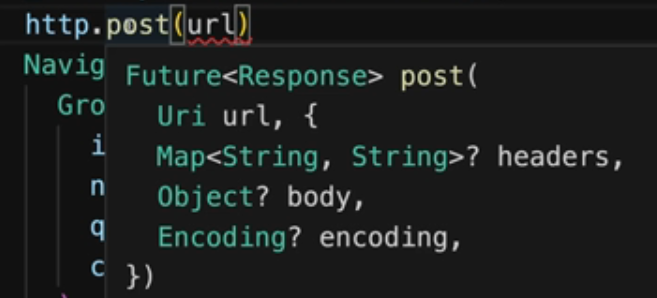 http.post(url)
Navig
Future<Response> post(
Gro
Uri url, {
i
Map<String, String>? headers,
n
Object? body,
q
Encoding? encoding,
c
})